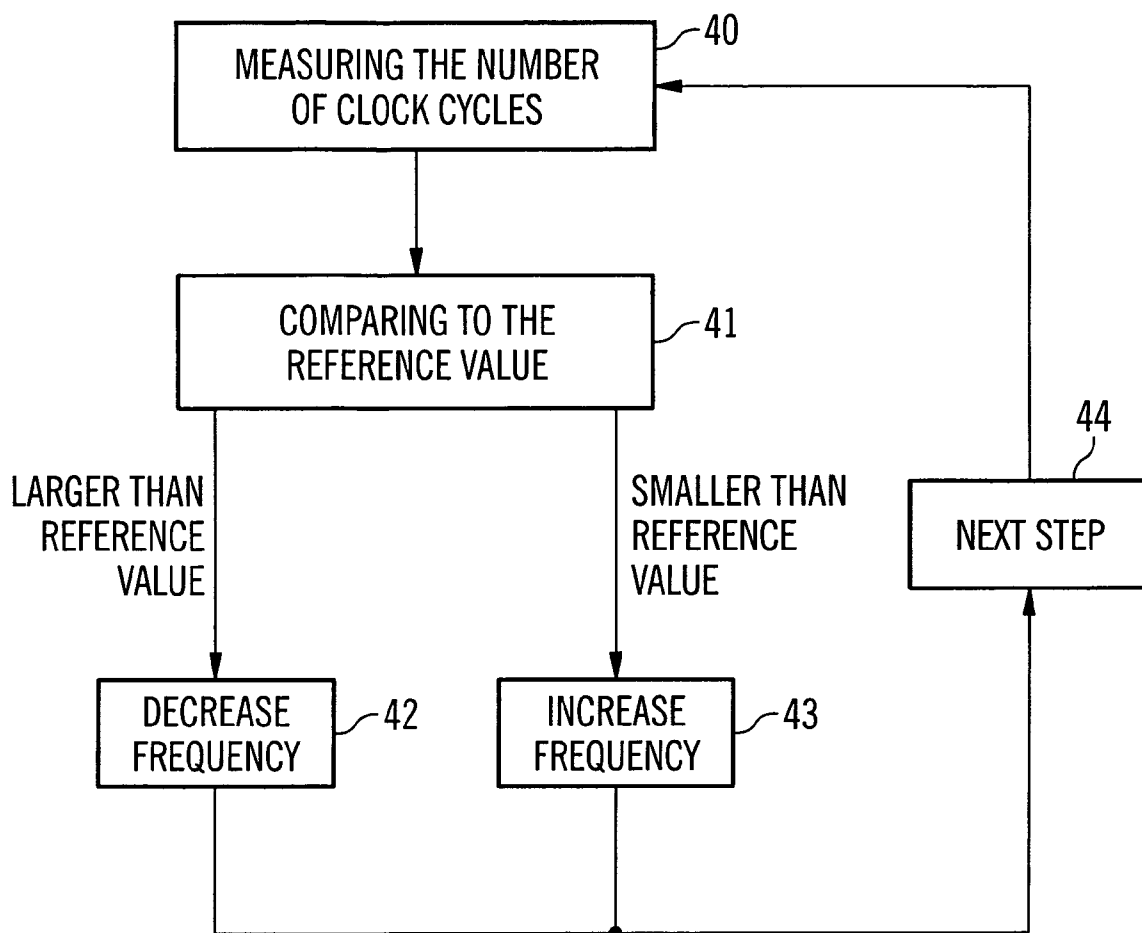 40
MEASURING THE NUMBER
OF CLOCK CYCLES
COMPARING TO THE
REFERENCE VALUE
41
LARGER THAN
REFERENCE
VALUE
SMALLER THAN
REFERENCE
VALUE
44
NEXT STEP
DECREASE
FREQUENCY
42
INCREASE
FREQUENCY
43